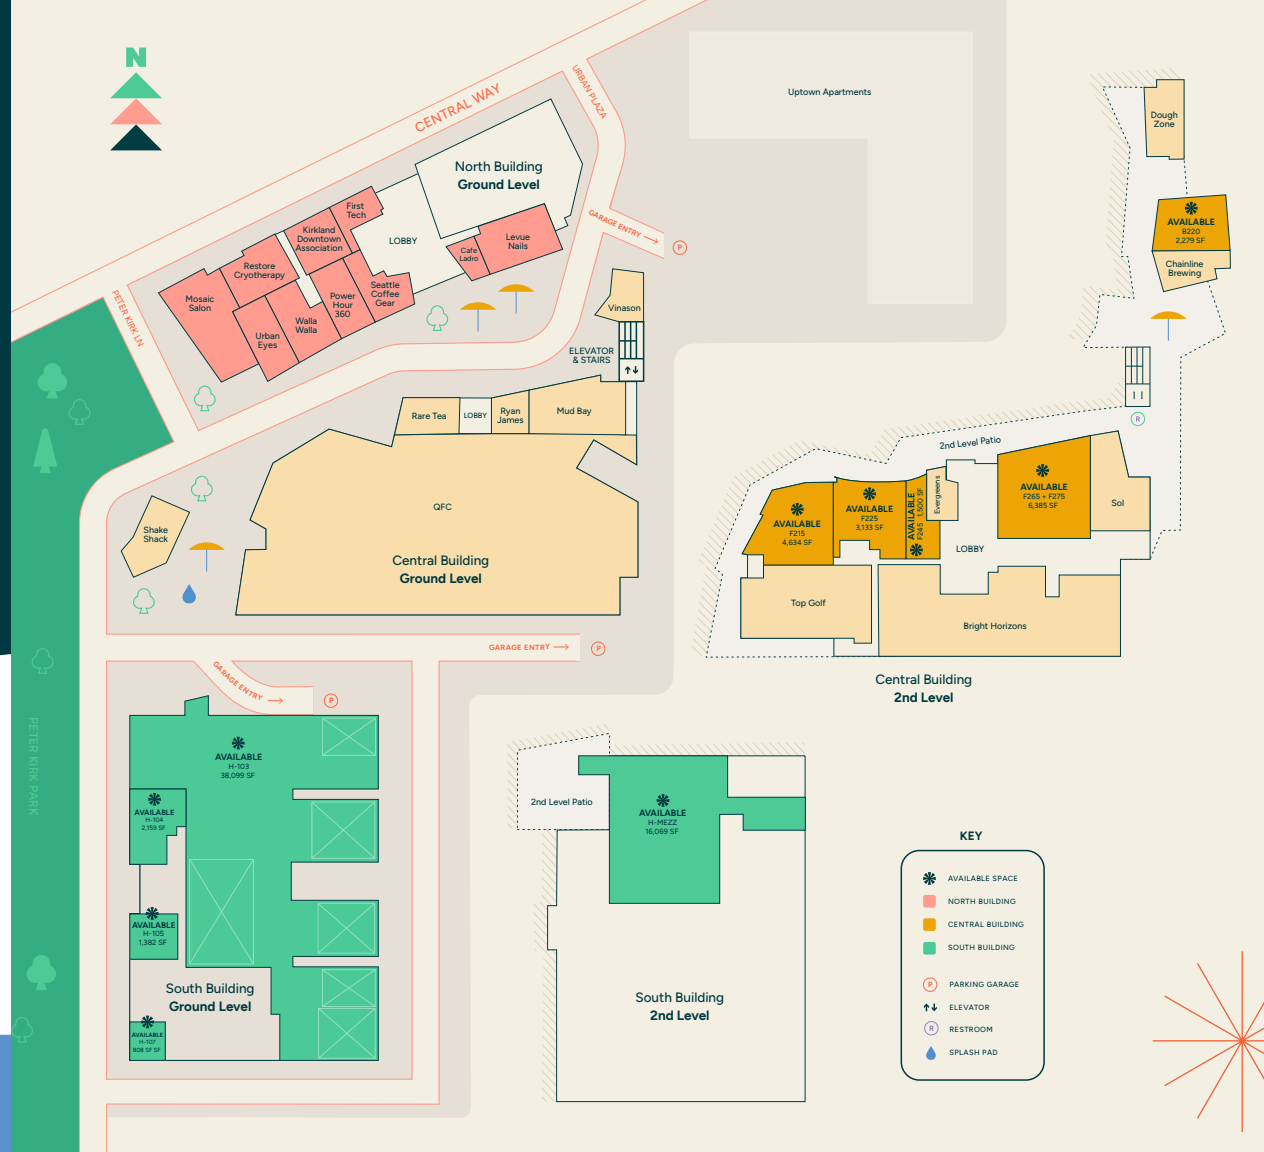 N
CENTRAL WAY
URBAN PLAZA
Uptown Apartments
North Building
Ground Level
GARAGE ENTRY
P
First
Tech
Kirkland
Downtown
Association
LOBBY
Levue
Nails
Cafe
Ladro
Restore
Cryotherapy
Mosaic
Salon
Seattle
Coffee
Gear
Power
Hour
360
Walla
Walla
Urban
Eyes
PETER KIRK LN
Vinason
ELEVATOR
& STAIRS
Rare Tea
LOBBY
Ryan
James
Mud Bay
QFC
Central Building
Ground Level
Shake
Shack
GARAGE ENTRY
P
GARAGE ENTRY
P
PETER KIRK PARK
AVAILABLE
H-103
38,099 SF
AVAILABLE
H-104
2,159 SF
AVAILABLE
H-105
1,382 SF
South Building
Ground Level
AVAILABLE
H-107
808 SF SF
Dough
Zone
AVAILABLE
B220
2,279 SF
Chainline
Brewing
R
2nd Level Patio
AVAILABLE
F215
4,634 SF
AVAILABLE
F225
3,133 SF
AVAILABLE
F245 1,500 SF
Evergreens
AVAILABLE
F265 + F275
6,385 SF
Sol
LOBBY
Top Golf
Bright Horizons
Central Building
2nd Level
2nd Level Patio
AVAILABLE
H-MEZZ
16,069 SF
South Building
2nd Level
KEY
AVAILABLE SPACE
NORTH BUILDING
CENTRAL BUILDING
SOUTH BUILDING
P PARKING GARAGE
ELEVATOR
R RESTROOM
SPLASH PAD